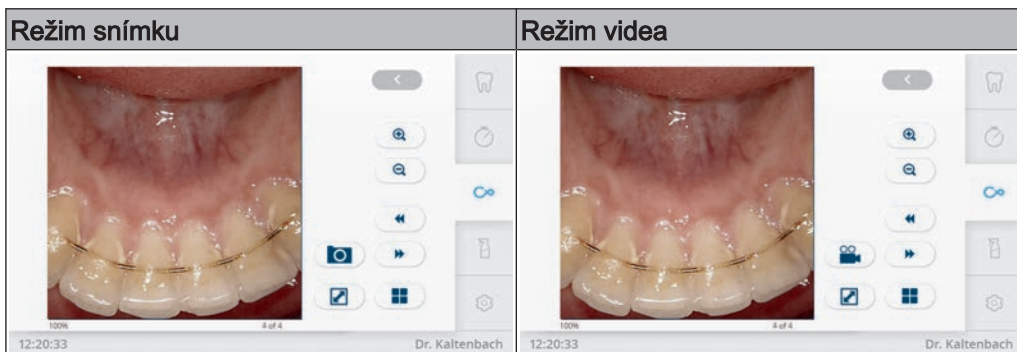 Režim snímku
Režim videa
100%
4 of 4
12:20:33
Dr. Kaltenbach
100%
4 of 4
12:20:33
Dr. Kaltenbach